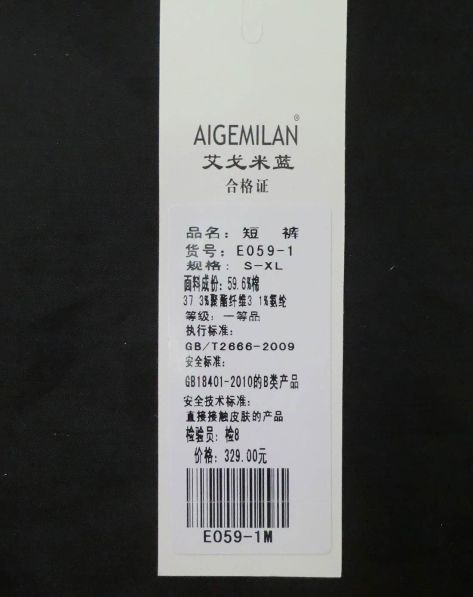 AIGEMILAN®
艾戈米蓝
合格证
品名：短 裤
货号：E059-1
规格：S-XL
面料成份：59.6%棉
37 3%聚酯纤维3 1%氨纶
等级：一等品
执行标准：
GB/T2666-2009
安全标准：
GB18401-2010的B类产品
安全技术标准：
直接接触皮肤的产品
检验员：检8
价格：329.00元
E059-1M